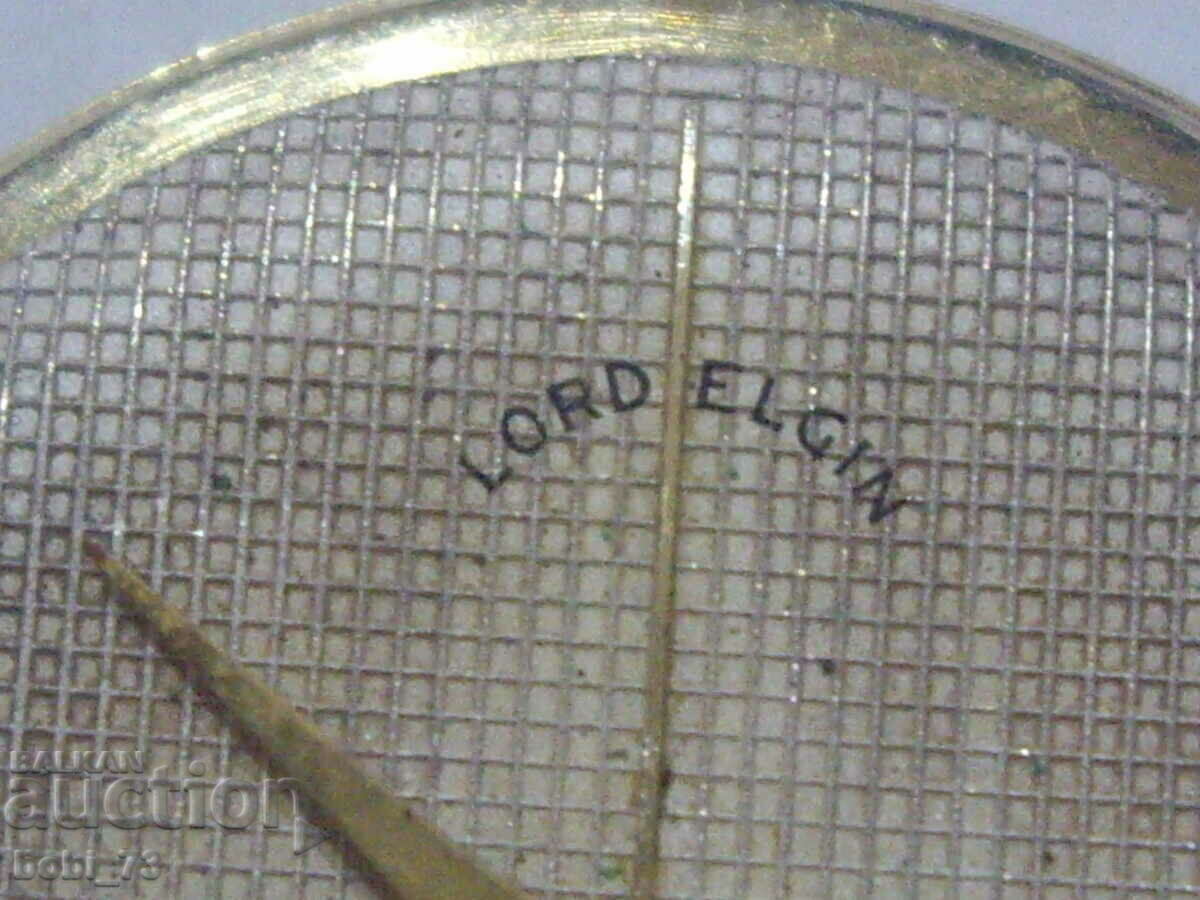 LORD ELGIN
BALKAN
auction
bobi_73